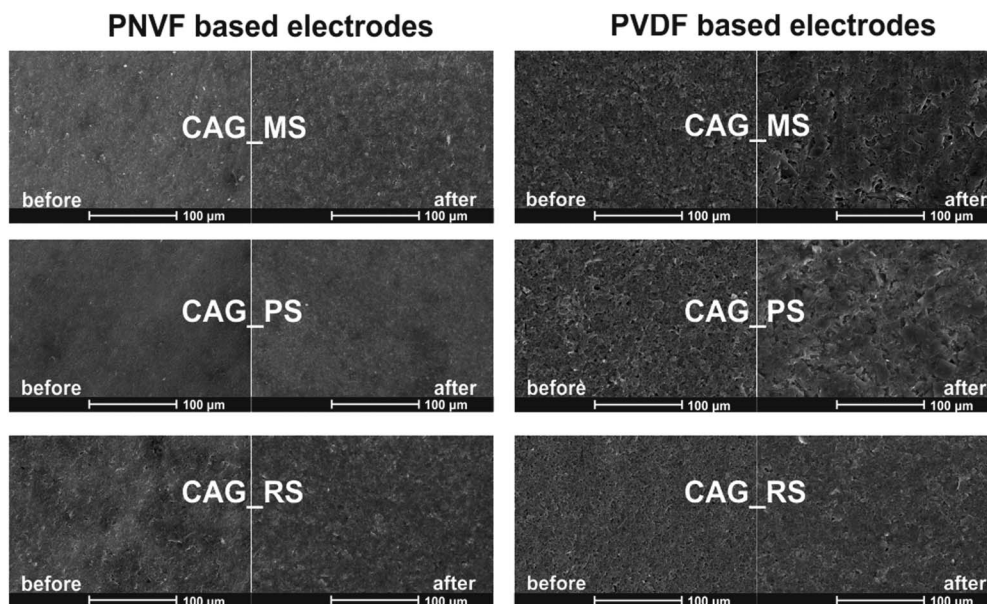 PNVF based electrodes
CAG_MS
before
after
100 µm
100 µm
CAG_PS
before
after
100 µm
100 µm
CAG_RS
before
after
100 µm
100 µm
PVDF based electrodes
CAG_MS
before
after
100 µm
100 µm
CAG_PS
before
after
100 µm
100 µm
CAG_RS
before
after
100 µm
100 µm